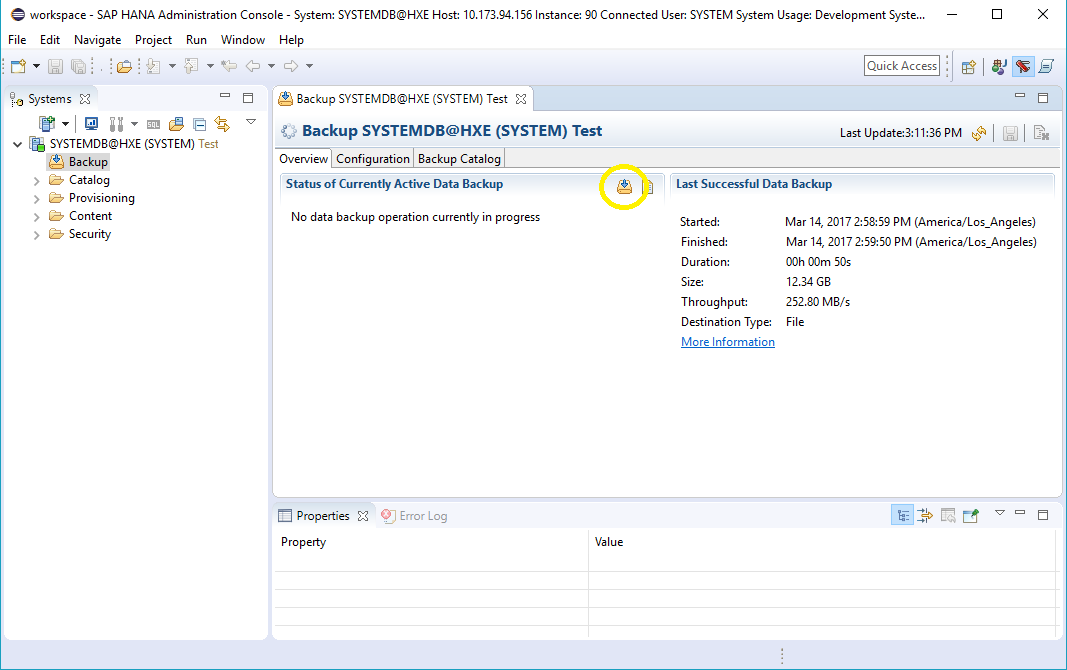 workspace - SAP HANA Administration Console - System: SYSTEMDB@HXE Host: 10.173.94.156 Instance: 90 Connected User: SYSTEM System Usage: Development Syste...
File Edit Navigate Project Run Window Help
Quick Access
Systems
SYSTEMDB@HXE (SYSTEM) Test
Backup
Catalog
Provisioning
Content
Security
Backup SYSTEMDB@HXE (SYSTEM) Test
Backup SYSTEMDB@HXE (SYSTEM) Test
Last Update:3:11:36 PM
Overview Configuration Backup Catalog
Status of Currently Active Data Backup
No data backup operation currently in progress
Last Successful Data Backup
Started: Mar 14, 2017 2:58:59 PM (America/Los_Angeles)
Finished: Mar 14, 2017 2:59:50 PM (America/Los_Angeles)
Duration: 00h 00m 50s
Size: 12.34 GB
Throughput: 252.80 MB/s
Destination Type: File
More Information
Properties Error Log
Property Value